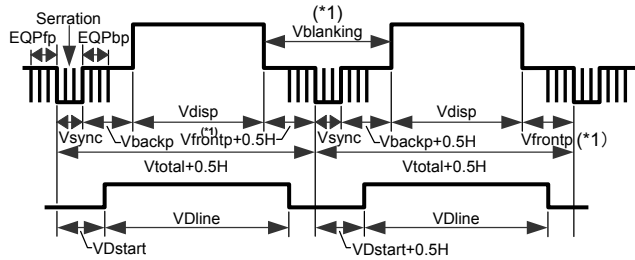 (*1)
Serration
EQPfp EQPbp Vblanking
Vdisp Vdisp
Vsync Vbackp (*1) Vfrontp+0.5H Vsync Vbackp+0.5H Vfrontp (*1)
Vtotal+0.5H Vtotal+0.5H
VDline VDline
VDstart VDstart+0.5H